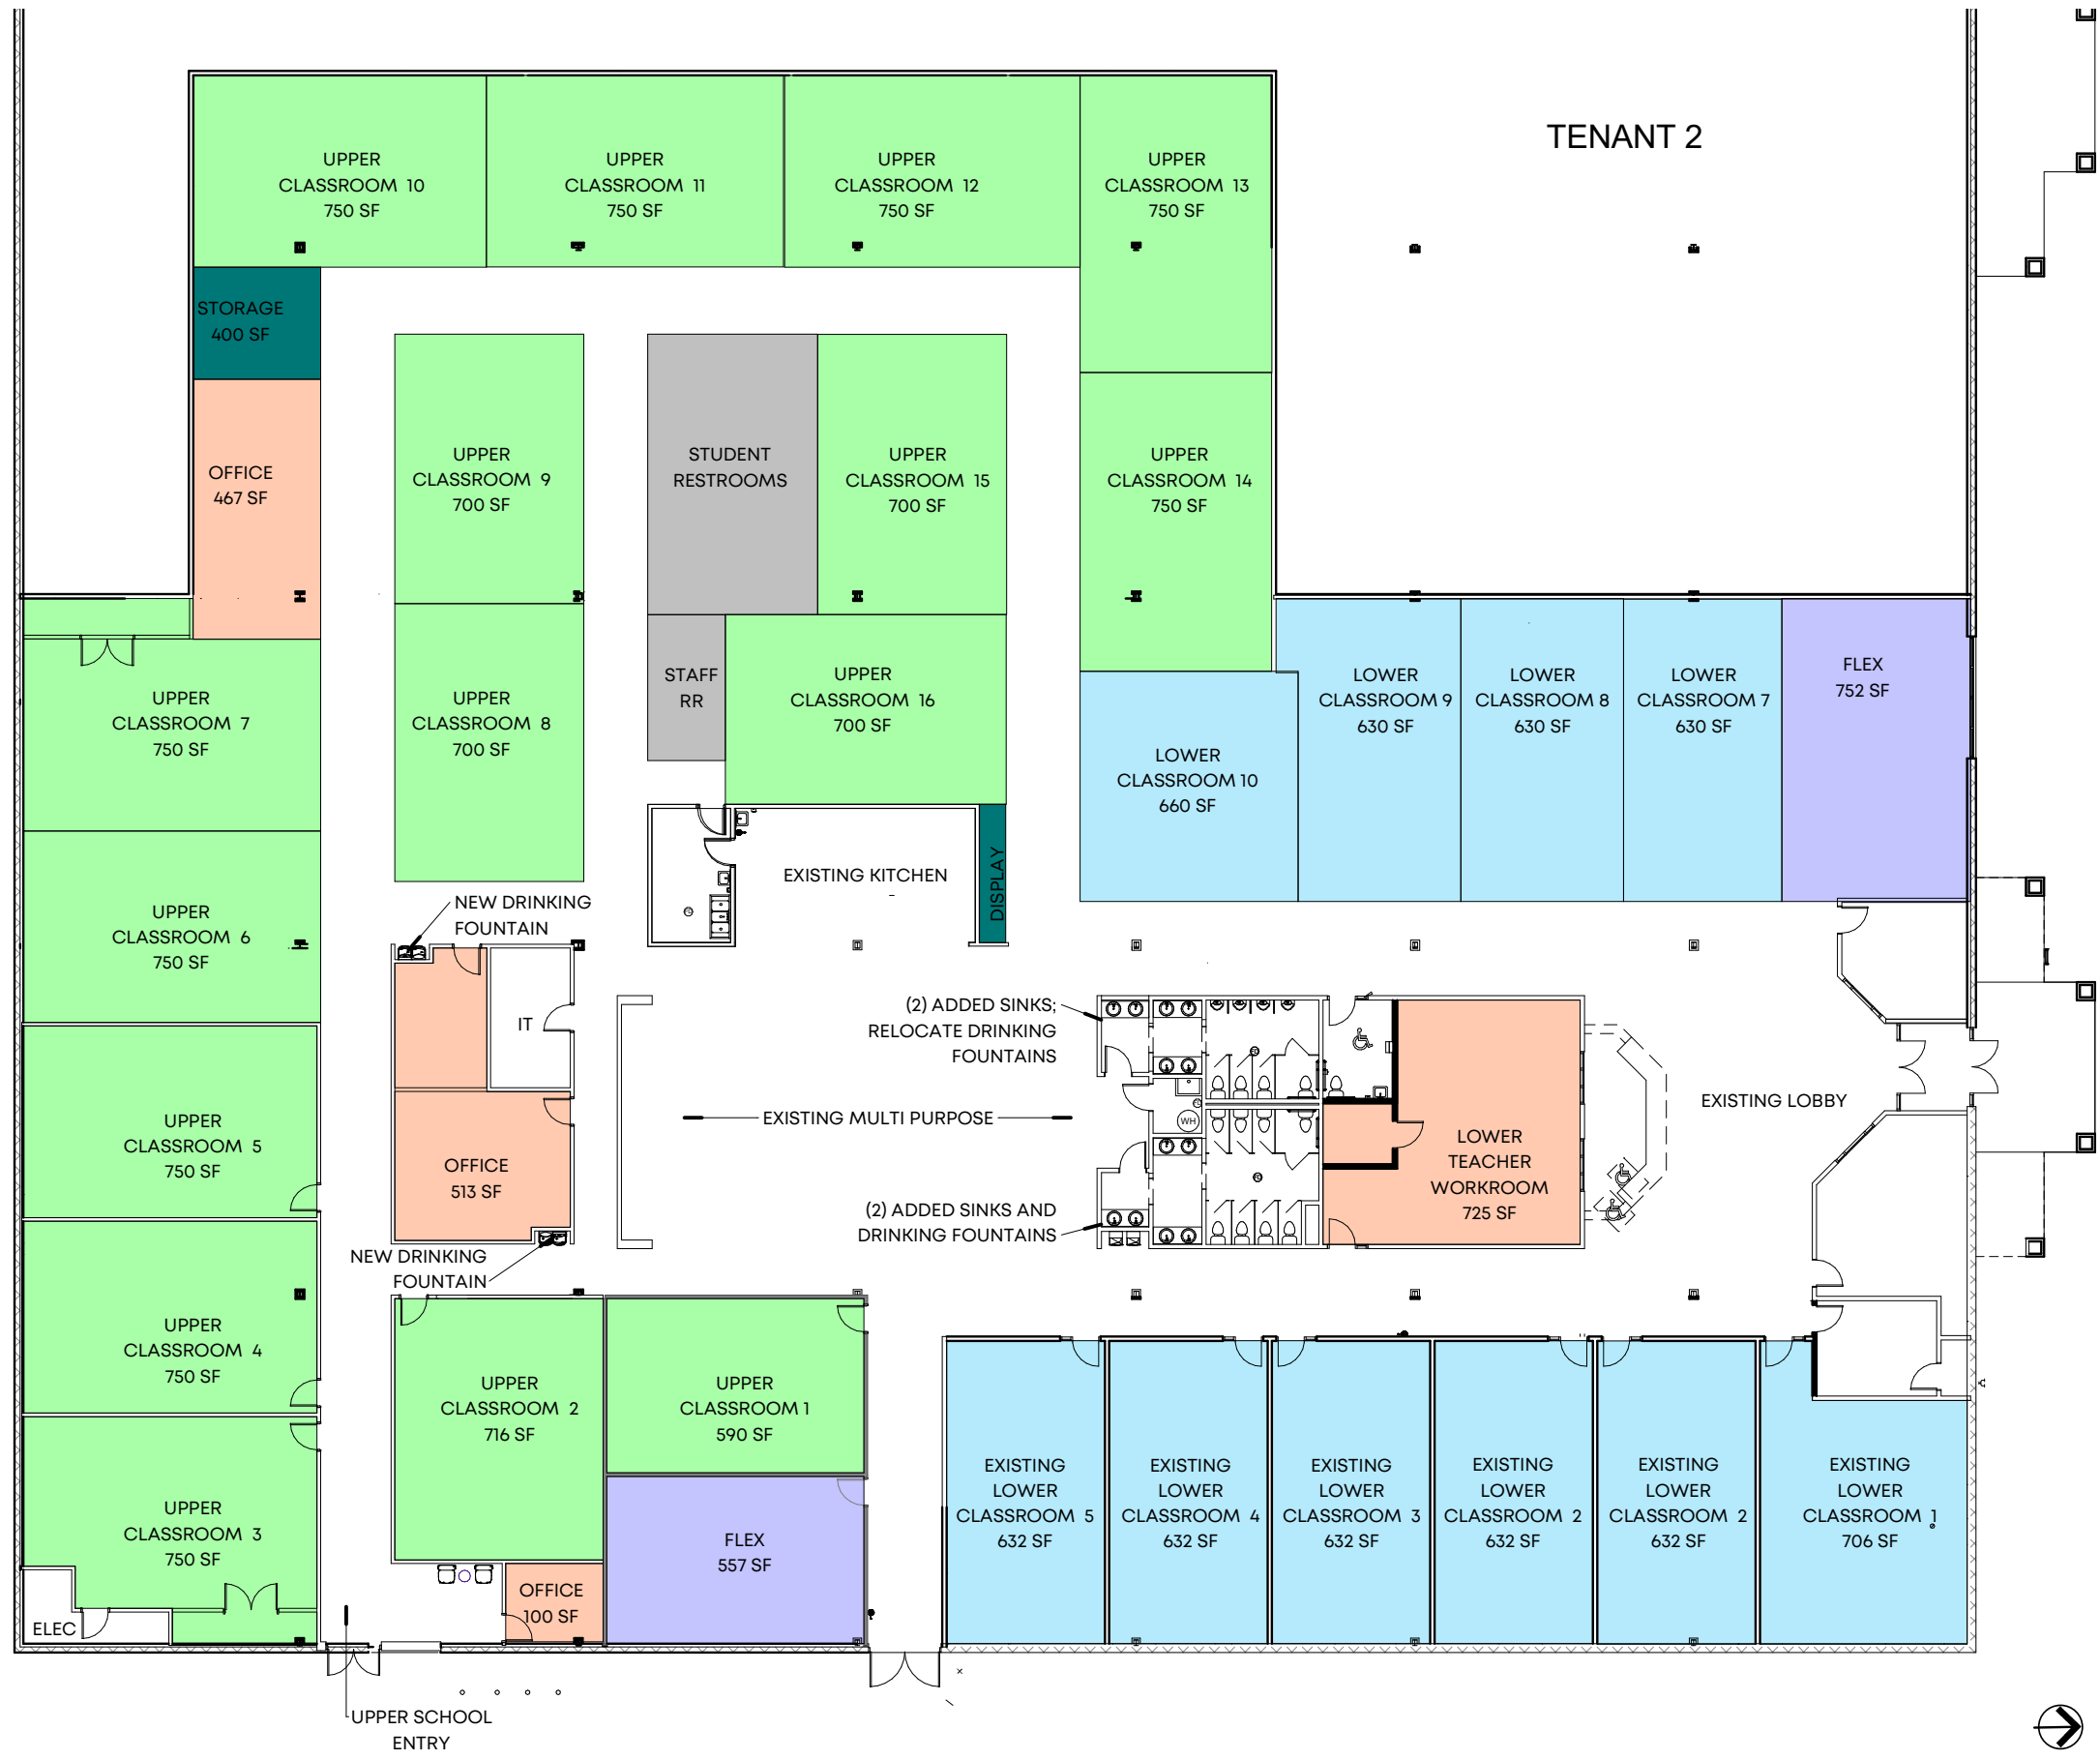 TENANT 2
UPPER
CLASSROOM 10
750 SF
UPPER
CLASSROOM 11
750 SF
UPPER
CLASSROOM 12
750 SF
UPPER
CLASSROOM 13
750 SF
STORAGE
400 SF
OFFICE
467 SF
UPPER
CLASSROOM 9
700 SF
STUDENT
RESTROOMS
UPPER
CLASSROOM 15
700 SF
UPPER
CLASSROOM 14
750 SF
UPPER
CLASSROOM 7
750 SF
UPPER
CLASSROOM 8
700 SF
STAFF
RR
UPPER
CLASSROOM 16
700 SF
LOWER
CLASSROOM 10
660 SF
LOWER
CLASSROOM 9
630 SF
LOWER
CLASSROOM 8
630 SF
LOWER
CLASSROOM 7
630 SF
FLEX
752 SF
EXISTING KITCHEN
DISPLAY
NEW DRINKING
FOUNTAIN
UPPER
CLASSROOM 6
750 SF
IT
(2) ADDED SINKS;
RELOCATE DRINKING
FOUNTAINS
EXISTING MULTI PURPOSE
WH
EXISTING LOBBY
UPPER
CLASSROOM 5
750 SF
OFFICE
513 SF
LOWER
TEACHER
WORKROOM
725 SF
(2) ADDED SINKS AND
DRINKING FOUNTAINS
NEW DRINKING
FOUNTAIN
UPPER
CLASSROOM 4
750 SF
UPPER
CLASSROOM 2
716 SF
UPPER
CLASSROOM 1
590 SF
UPPER
CLASSROOM 3
750 SF
FLEX
557 SF
EXISTING
LOWER
CLASSROOM 5
632 SF
EXISTING
LOWER
CLASSROOM 4
632 SF
EXISTING
LOWER
CLASSROOM 3
632 SF
EXISTING
LOWER
CLASSROOM 2
632 SF
EXISTING
LOWER
CLASSROOM 2
632 SF
EXISTING
LOWER
CLASSROOM 1
706 SF
OFFICE
100 SF
ELEC
UPPER SCHOOL
ENTRY